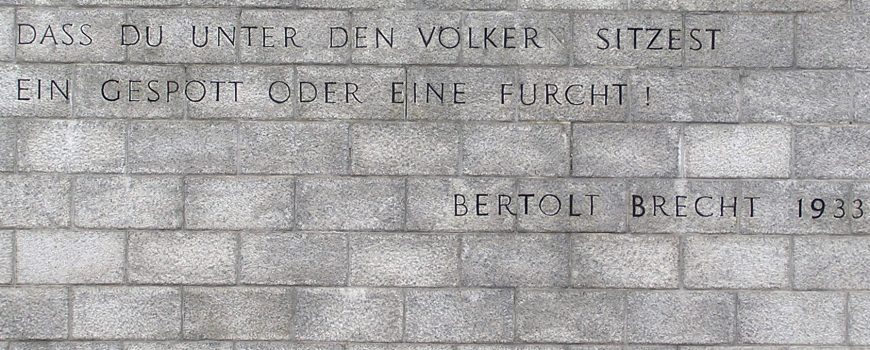 DASS DU UNTER DEN VOLKERN SITZEST
EIN GESPOTT ODER EINE FURCHT!
BERTOLT BRECHT 1933